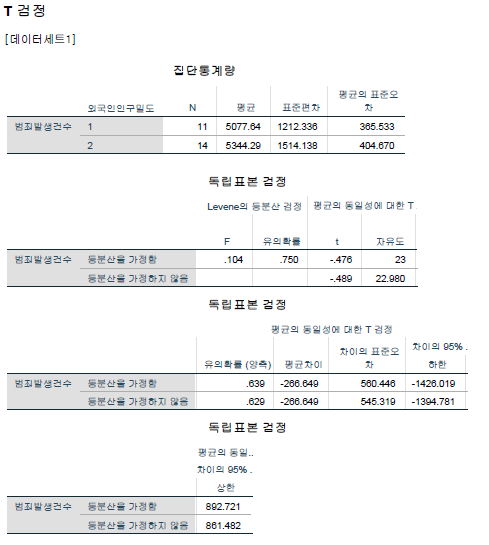 T 검정
[데이터세트1]
집단통계량
외국인인구밀도 N 평균 표준편차 평균의 표준오
차
범죄발생건수 1 11 5077.64 1212.336 365.533
2 14 5344.29 1514.138 404.670
독립표본 검정
Levene의 등분산 검정 평균의 동일성에 대한 T
F 유의확률 t 자유도
범죄발생건수 등분산을 가정함 .104 .750 -.476 23
등분산을 가정하지 않음 -.489 22.980
독립표본 검정
평균의 동일성에 대한 T 검정
차이의 95% .
유의확률 (양측) 평균차이 차이의 표준오
차 하한
범죄발생건수 등분산을 가정함 .639 -266.649 560.446 -1426.019
등분산을 가정하지 않음 .629 -266.649 545.319 -1394.781
독립표본 검정
평균의 동일..
차이의 95% .
상한
범죄발생건수 등분산을 가정함 892.721
등분산을 가정하지 않음 861.482